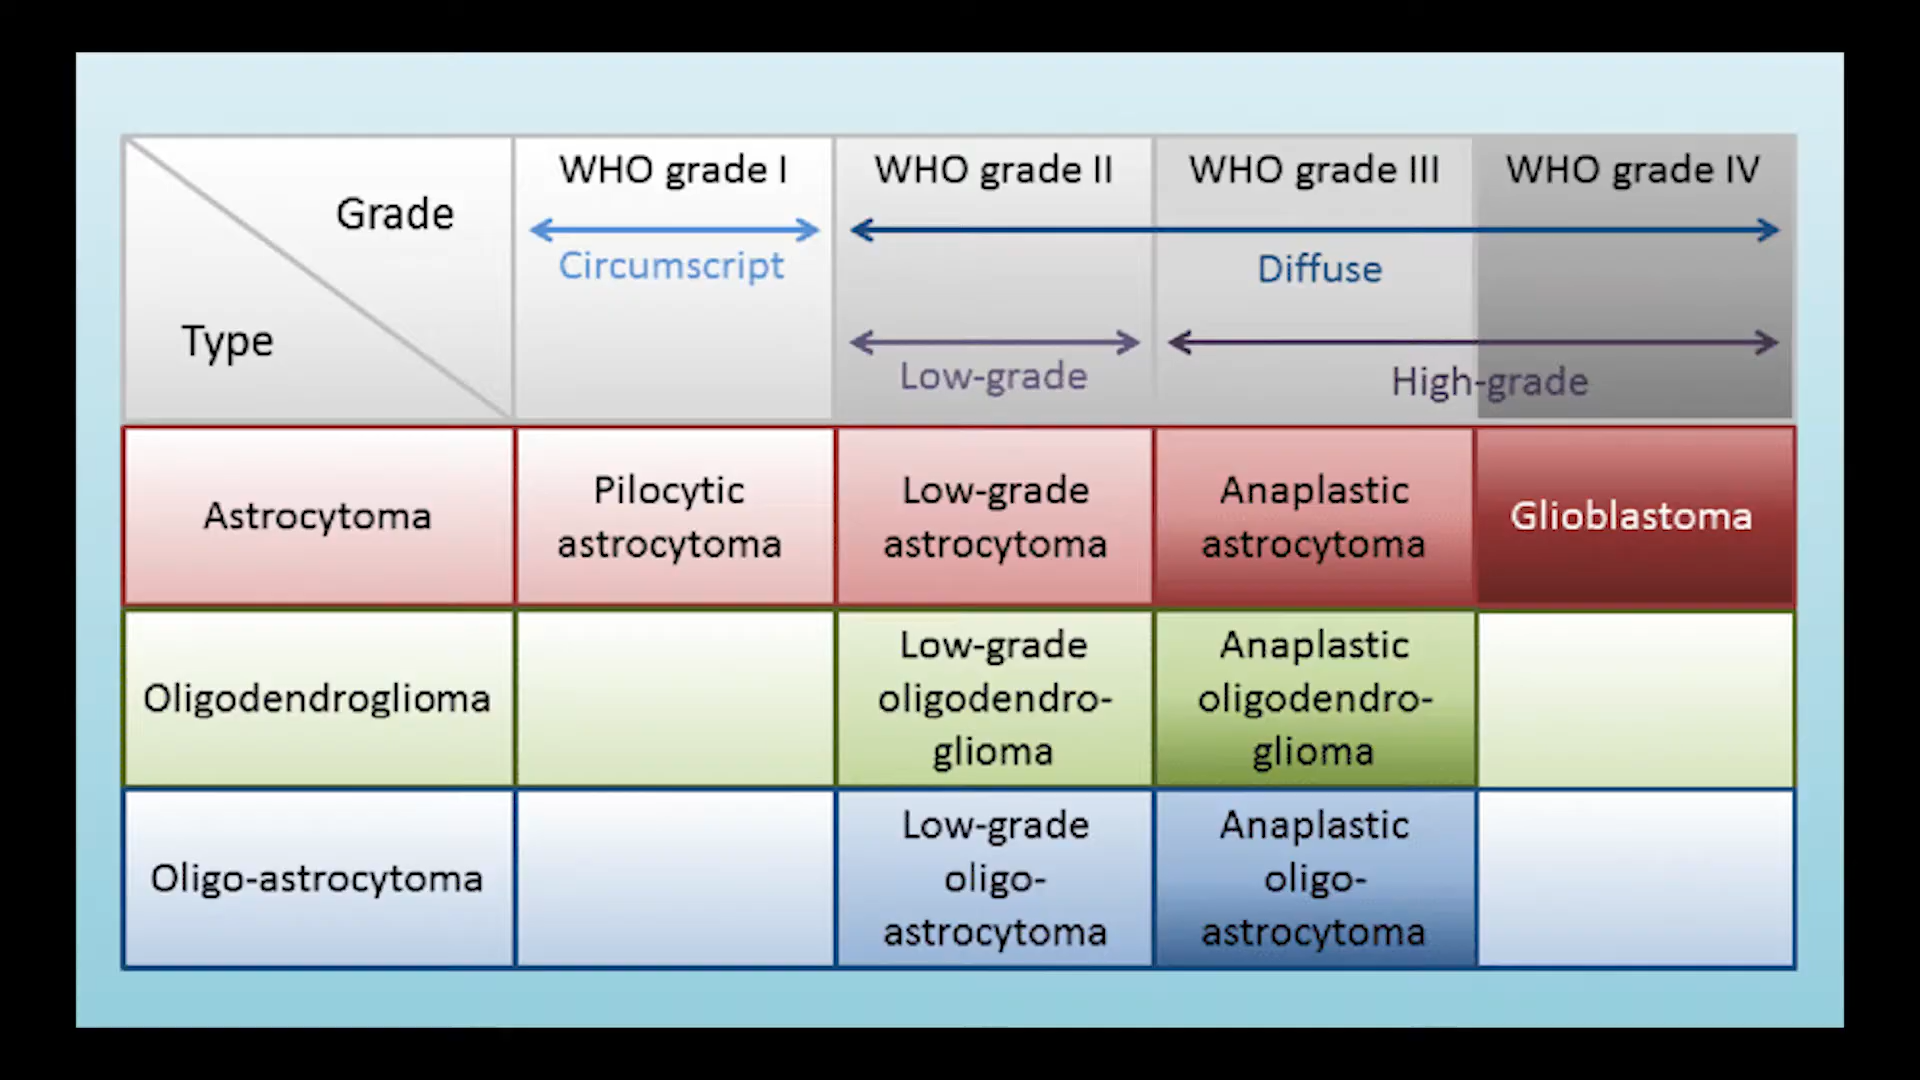 WHO grade I
WHO grade II
WHO grade III
WHO grade IV
Grade
Circumscript
Diffuse
Type
Low-grade
High-grade
Astrocytoma
Pilocytic
astrocytoma
Low-grade
astrocytoma
Anaplastic
astrocytoma
Glioblastoma
Oligodendroglioma
Low-grade
oligodendro-
glioma
Anaplastic
oligodendro-
glioma
Oligo-astrocytoma
Low-grade
oligo-
astrocytoma
Anaplastic
oligo-
astrocytoma